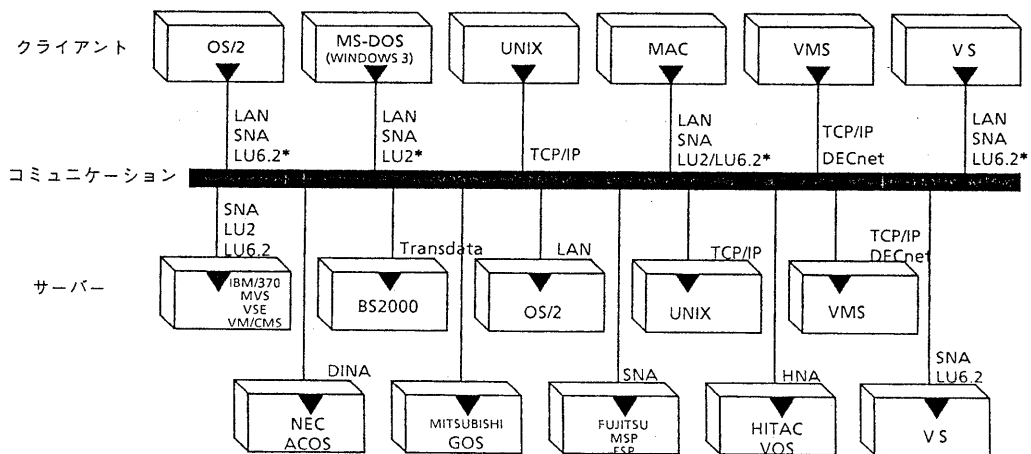 クライアント
OS/2
MS-DOS
(WINDOWS 3)
UNIX
MAC
VMS
VS
LAN
SNA
LU6.2*
LAN
SNA
LU2*
TCP/IP
LAN
SNA
LU2/LU6.2*
TCP/IP
DECnet
LAN
SNA
LU6.2*
コミュニケーション
SNA
LU2
LU6.2
Transdata
LAN
TCP/IP
TCP/IP
DECnet
サーバー
IBM/370
MVS
VSE
VM/CMS
BS2000
OS/2
UNIX
VMS
DINA
SNA
HNA
SNA
LU6.2
NEC
ACOS
MITSUBISHI
GOS
FUJITSU
MSP
FSP
HITAC
VOS
VS